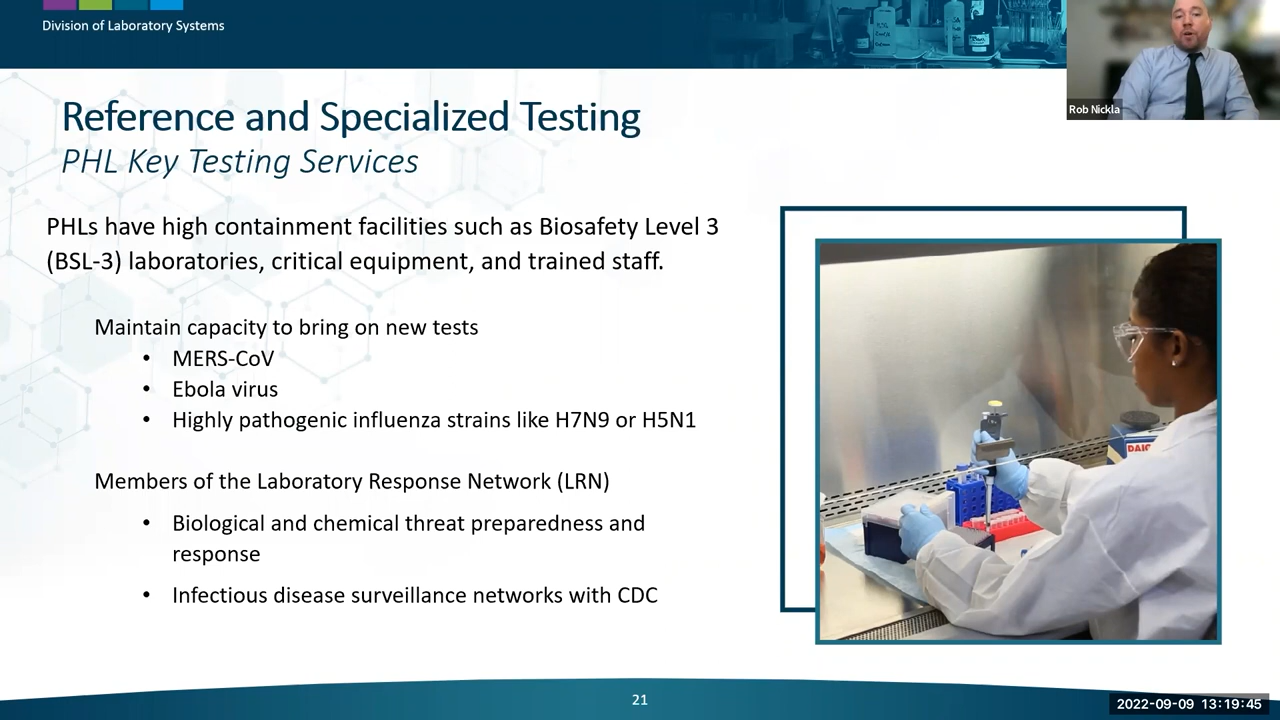 Division of Laboratory Systems
Rob Nickla
Reference and Specialized Testing
PHL Key Testing Services
PHLs have high containment facilities such as Biosafety Level 3
(BSL-3) laboratories, critical equipment, and trained staff.
Maintain capacity to bring on new tests
• MERS-CoV
• Ebola virus
• Highly pathogenic influenza strains like H7N9 or H5N1
Members of the Laboratory Response Network (LRN)
• Biological and chemical threat preparedness and
response
• Infectious disease surveillance networks with CDC
21
2022-09-09 13:19:45